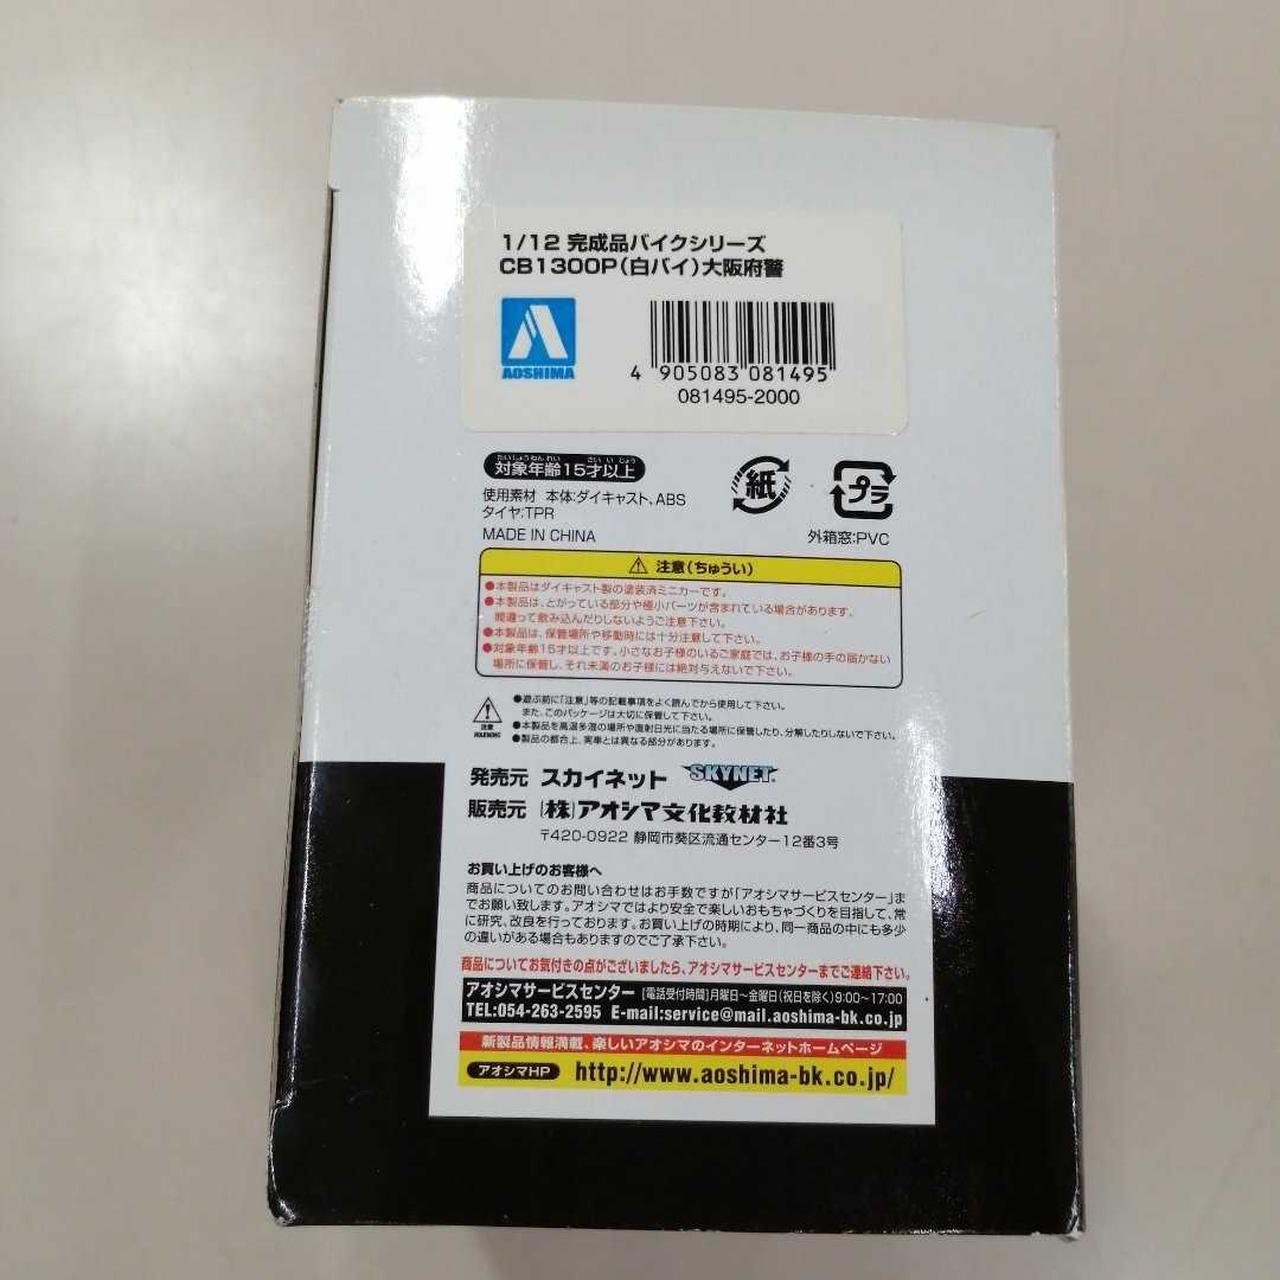 1/12 完成品バイクシリーズ
CB1300P(白バイ)大阪府警
AOSHIMA
4 905083 081495
081495-2000
たいしょうねんれい さいいじょう
対象年齢15才以上
使用素材 本体:ダイキャスト、ABS
タイヤ:TPR
MADE IN CHINA
紙
プラ
外箱窓:PVC
注意(ちゅうい)
●本製品はダイキャスト製の塗装済ミニカーです。
●本製品は、とがっている部分や極小パーツが含まれている場合があります。
間違って飲み込んだりしないようご注意下さい。
●本製品は、保管場所や移動時には十分注意して下さい。
●対象年齢15才以上です。小さなお子様のいるご家庭では、お子様の手の届かない
場所に保管し、それ未満のお子様には絶対与えないで下さい。
注意
WARNING
●遊ぶ前に「注意」等の記載事項をよく読んでから使用して下さい。
また、このパッケージは大切に保管して下さい。
●本製品を高温多湿の場所や直射日光に当たる場所に保管したり、分解したりしないで下さい。
●製品の都合上、実車とは異なる部分があります。
発売元 スカイネット SKYNET
販売元 (株)アオシマ文化教材社
〒420-0922 静岡市葵区流通センター12番3号
お買い上げのお客様へ
商品についてのお問い合わせはお手数ですが「アオシマサービスセンター」ま
でお願い致します。アオシマではより安全で楽しいおもちゃづくりを目指して、常
に研究、改良を行っております。お買い上げの時期により、同一商品の中にも多少
の違いがある場合もありますのでご了承下さい。
商品についてお気付きの点がございましたら、アオシマサービスセンターまでご連絡下さい。
アオシマサービスセンター [電話受付時間]月曜日〜金曜日(祝日を除く)9:00〜17:00
TEL:054-263-2595 E-mail:service@mail.aoshima-bk.co.jp
新製品情報満載、楽しいアオシマのインターネットホームページ
アオシマHP http://www.aoshima-bk.co.jp/